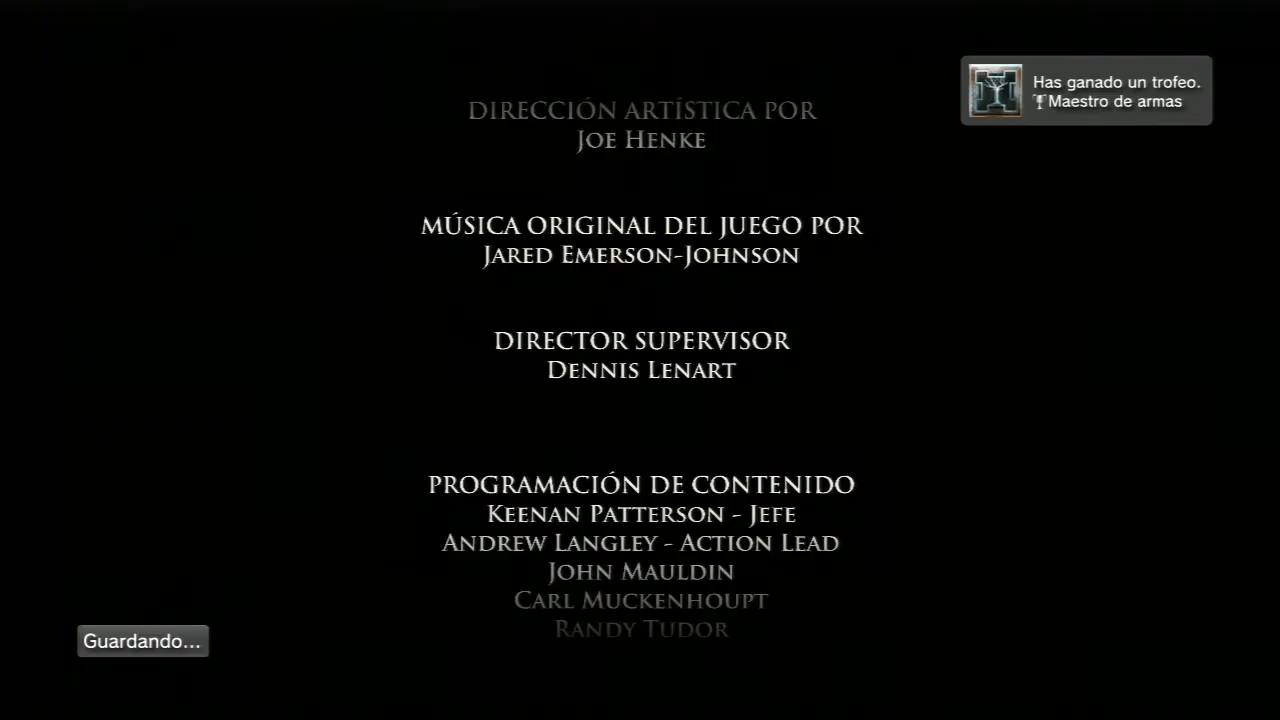 DIRECCIÓN ARTÍSTICA POR
JOE HENKE
Has ganado un trofeo.
Maestro de armas
MÚSICA ORIGINAL DEL JUEGO POR
JARED EMERSON-JOHNSON
DIRECTOR SUPERVISOR
DENNIS LENART
PROGRAMACIÓN DE CONTENIDO
KEENAN PATTERSON - JEFE
ANDREW LANGLEY - ACTION LEAD
JOHN MAULDIN
CARL MUCKENHOUPT
RANDY TUDOR
Guardando...